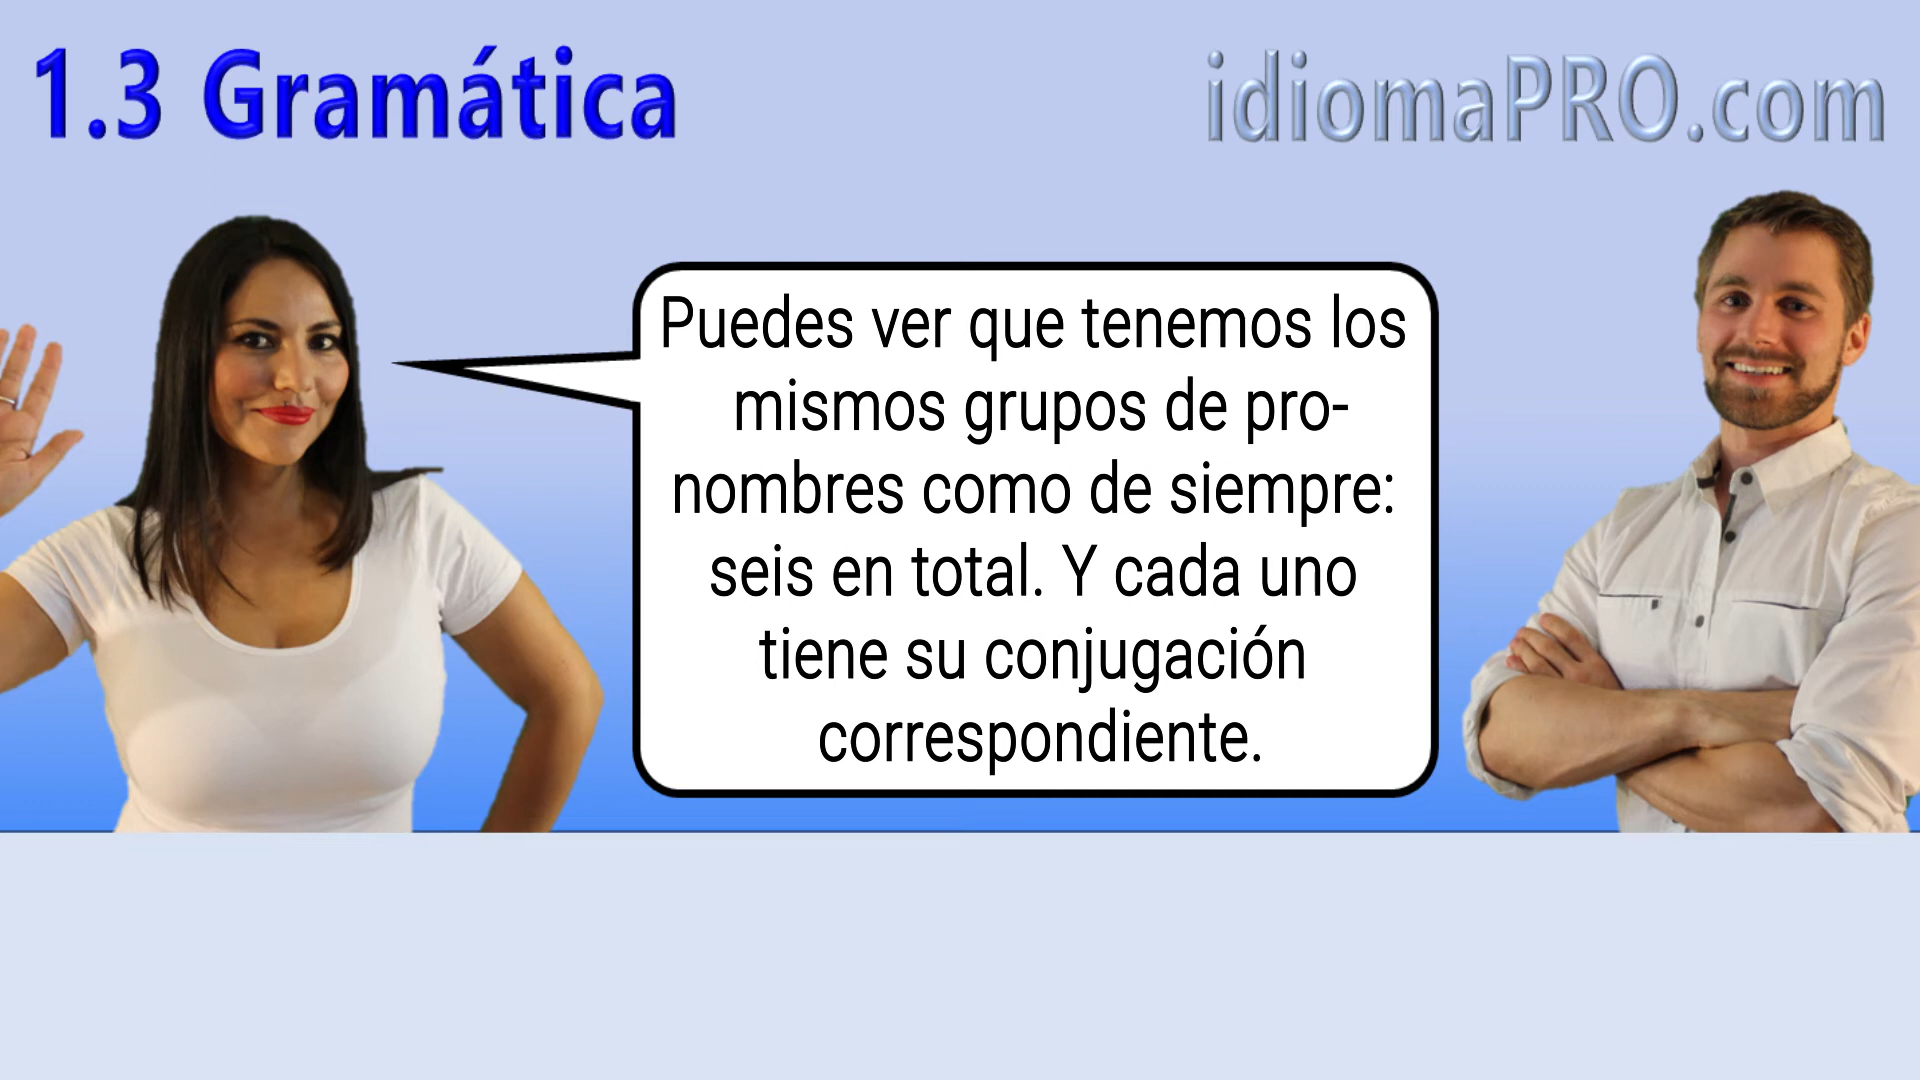 1.3 Gramática
idiomaPRO.com
Puedes ver que tenemos los
mismos grupos de pro-
nombres como de siempre:
seis en total. Y cada uno
tiene su conjugación
correspondiente.